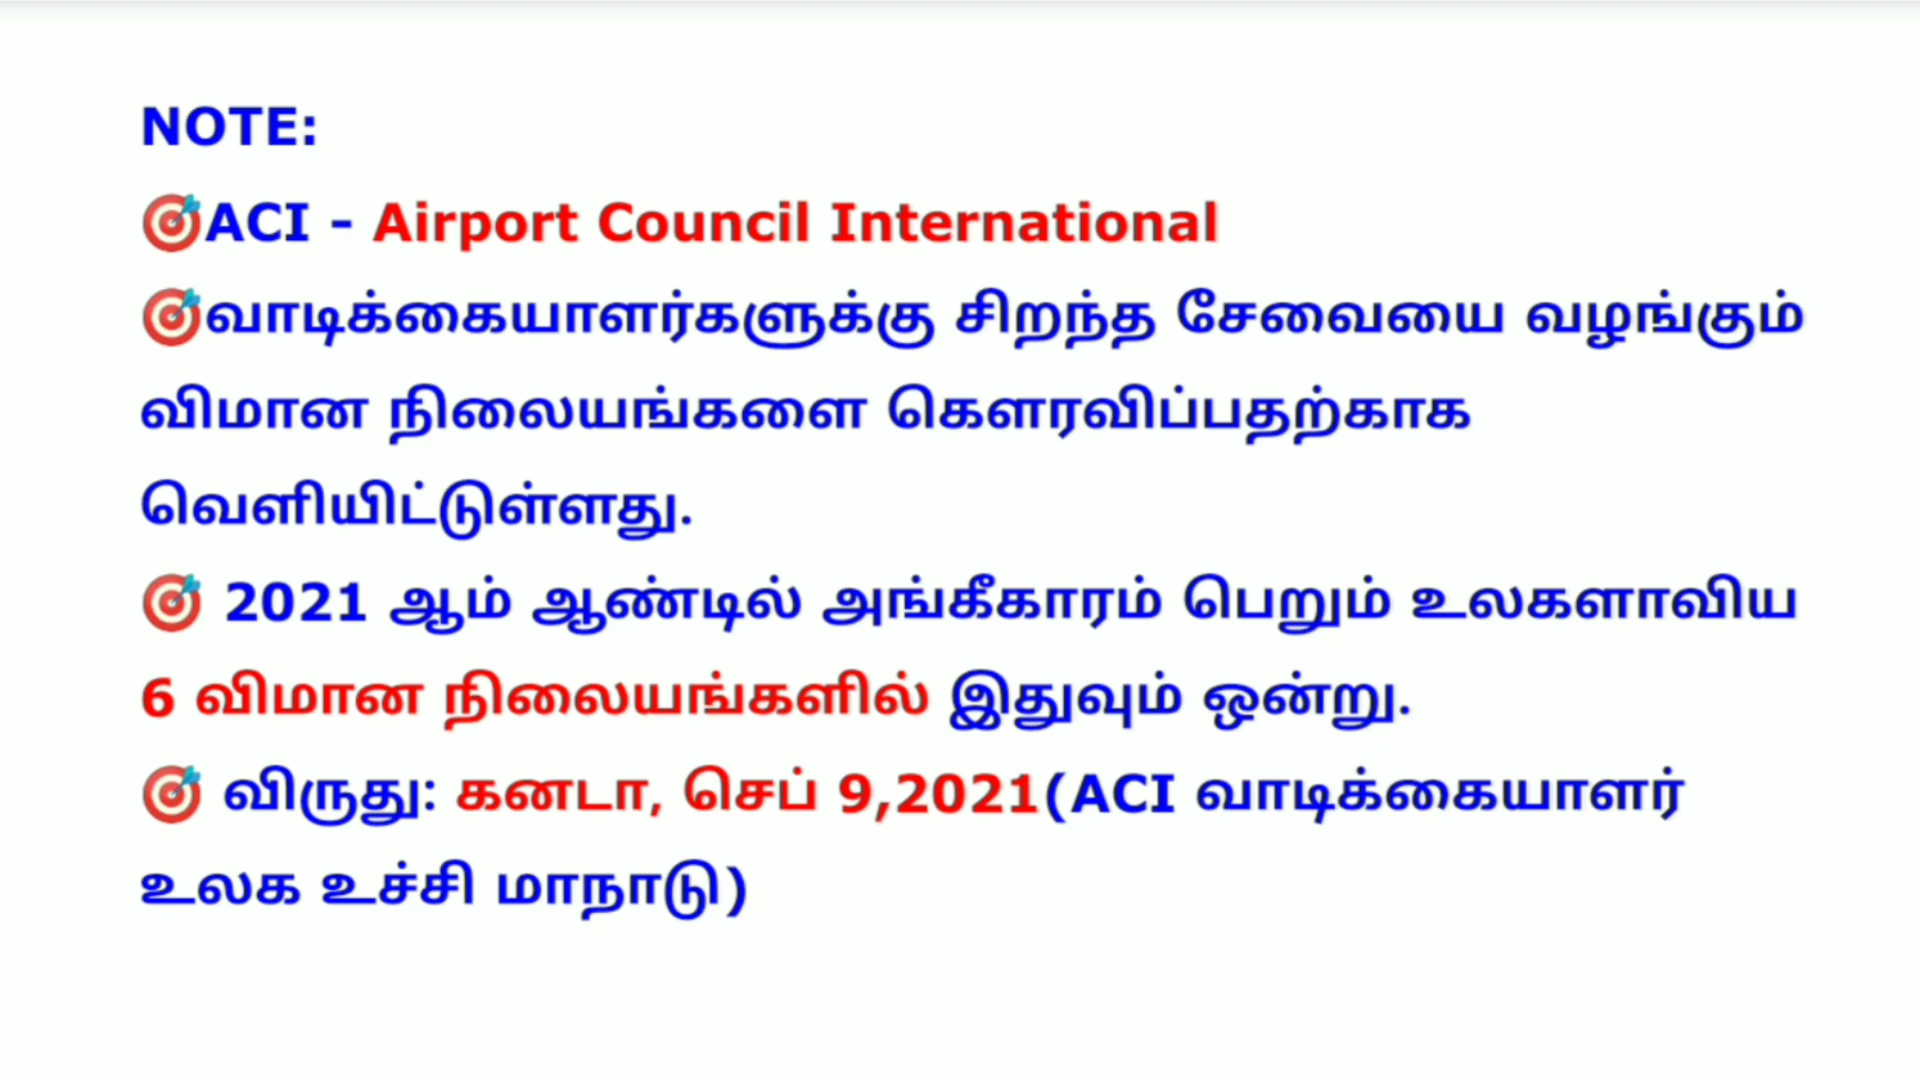 NOTE:
🎯ACI - Airport Council International
🎯வாடிக்கையாளர்களுக்கு சிறந்த சேவையை வழங்கும்
விமான நிலையங்களை கௌரவிப்பதற்காக
வெளியிட்டுள்ளது.
🎯 2021 ஆம் ஆண்டில் அங்கீகாரம் பெறும் உலகளாவிய
6 விமான நிலையங்களில் இதுவும் ஒன்று.
🎯 விருது: கனடா, செப் 9,2021(ACI வாடிக்கையாளர்
உலக உச்சி மாநாடு)